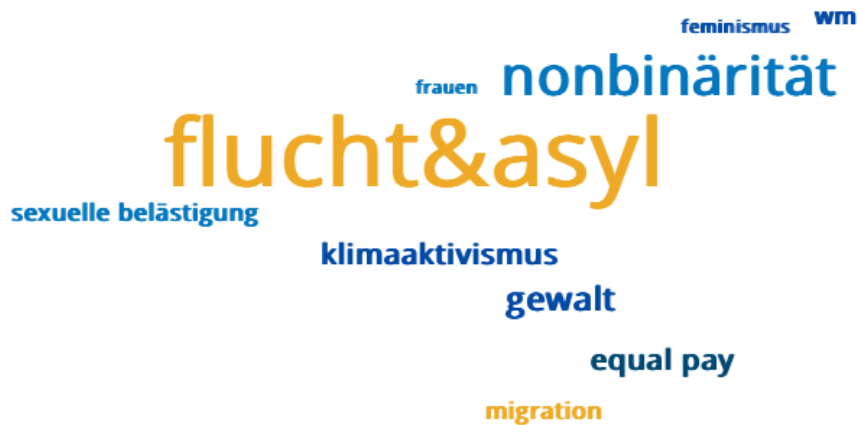 wm
feminismus
nonbinärität
frauen
flucht&asyl
sexuelle belästigung
klimaaktivismus
gewalt
equal pay
migration